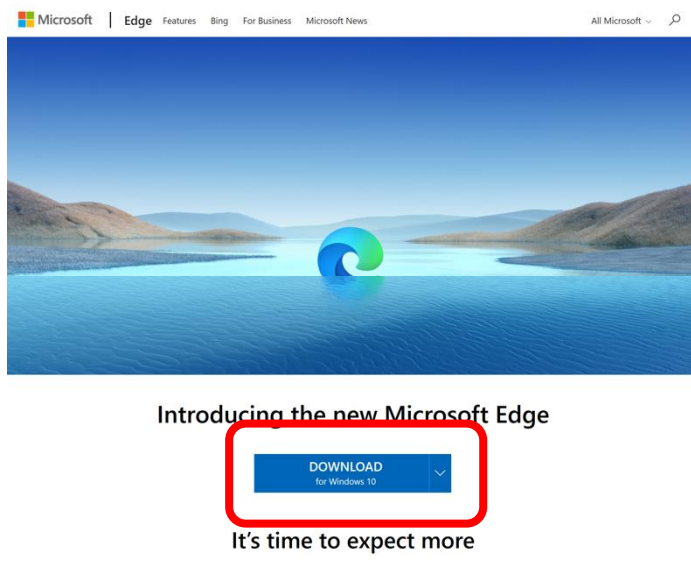 Microsoft | Edge Features Bing For Business Microsoft News All Microsoft
Introducing the new Microsoft Edge
DOWNLOAD
for Windows 10
It's time to expect more